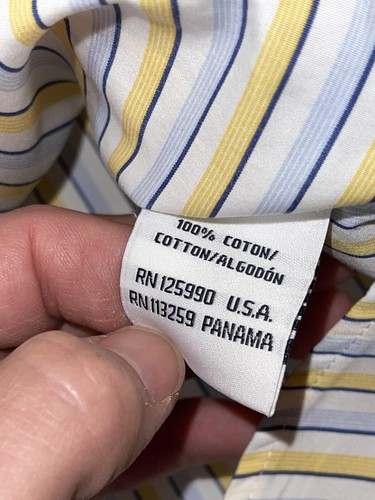 100% COTON/
COTTON/ALGODÓN
RN 125990 U.S.A.
RN 113259 PANAMA